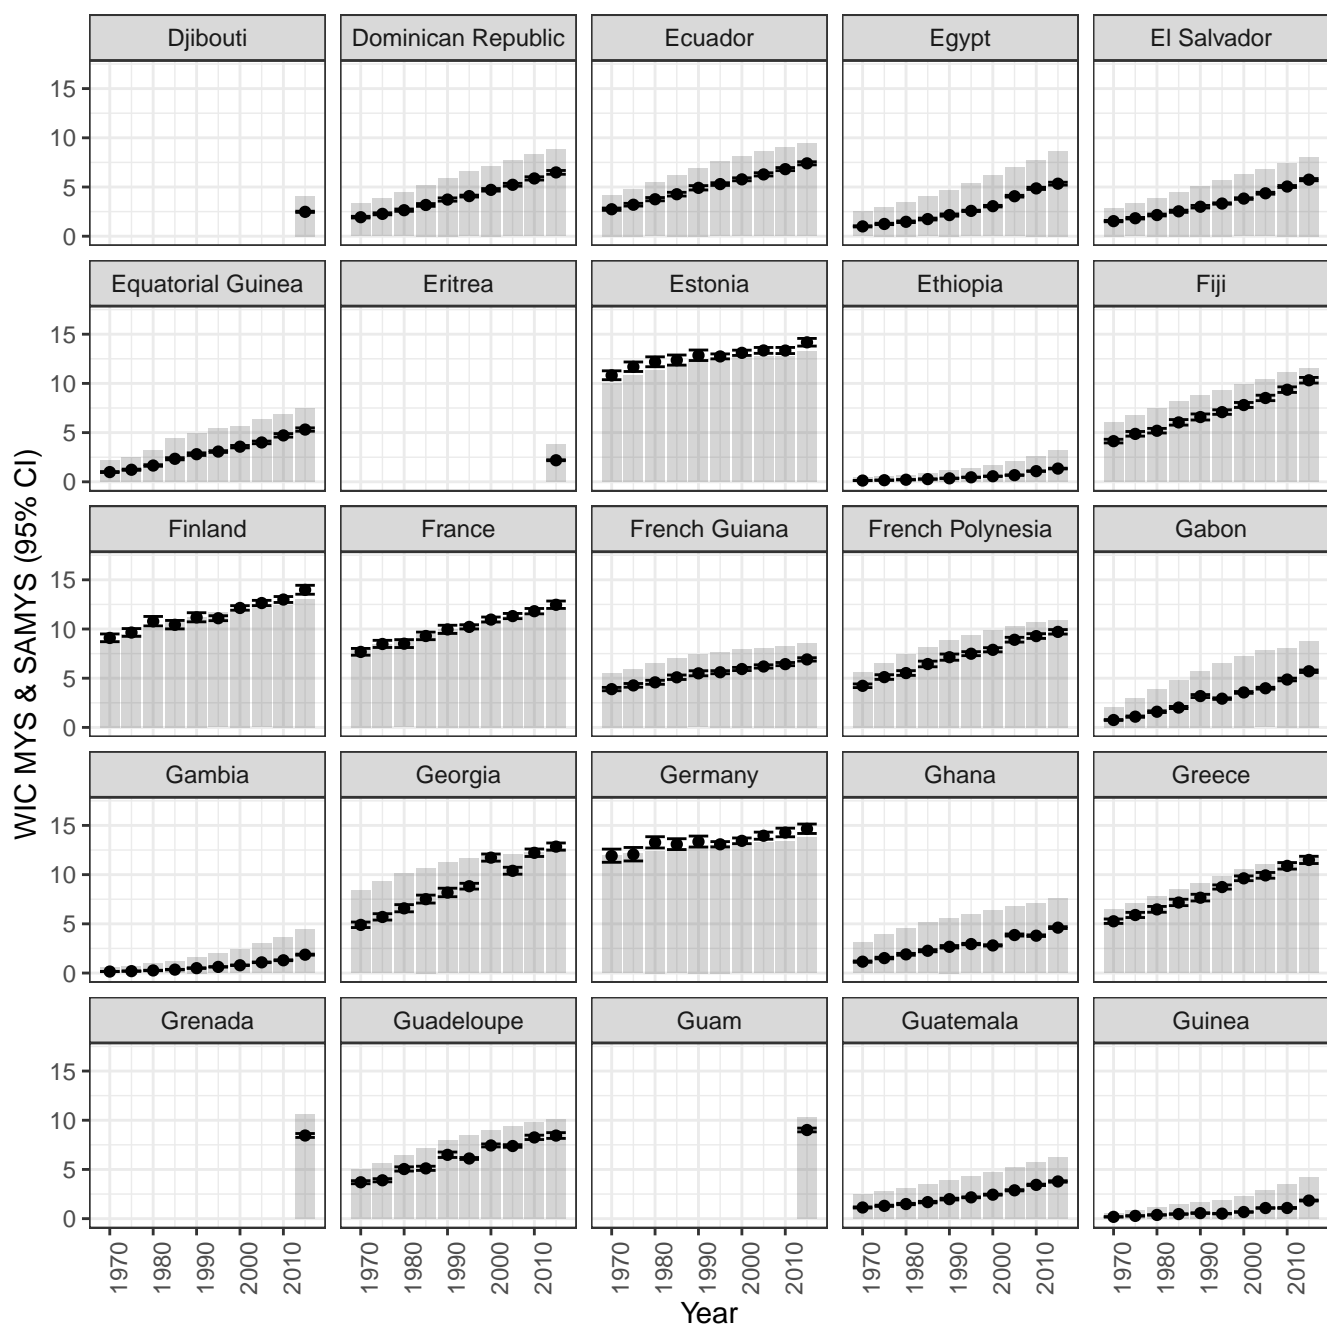 Djibouti Dominican Republic Ecuador Egypt El Salvador
15
10
5
0
Equatorial Guinea Eritrea Estonia Ethiopia Fiji
15
10
5
0
Finland France French Guiana French Polynesia Gabon
15
10
5
0
Gambia Georgia Germany Ghana Greece
15
10
5
0
Grenada Guadeloupe Guam Guatemala Guinea
15
10
5
0
1970 1980 1990 2000 2010 1970 1980 1990 2000 2010 1970 1980 1990 2000 2010 1970 1980 1990 2000 2010 1970 1980 1990 2000 2010
Year
WIC MYS & SAMYS (95% CI)